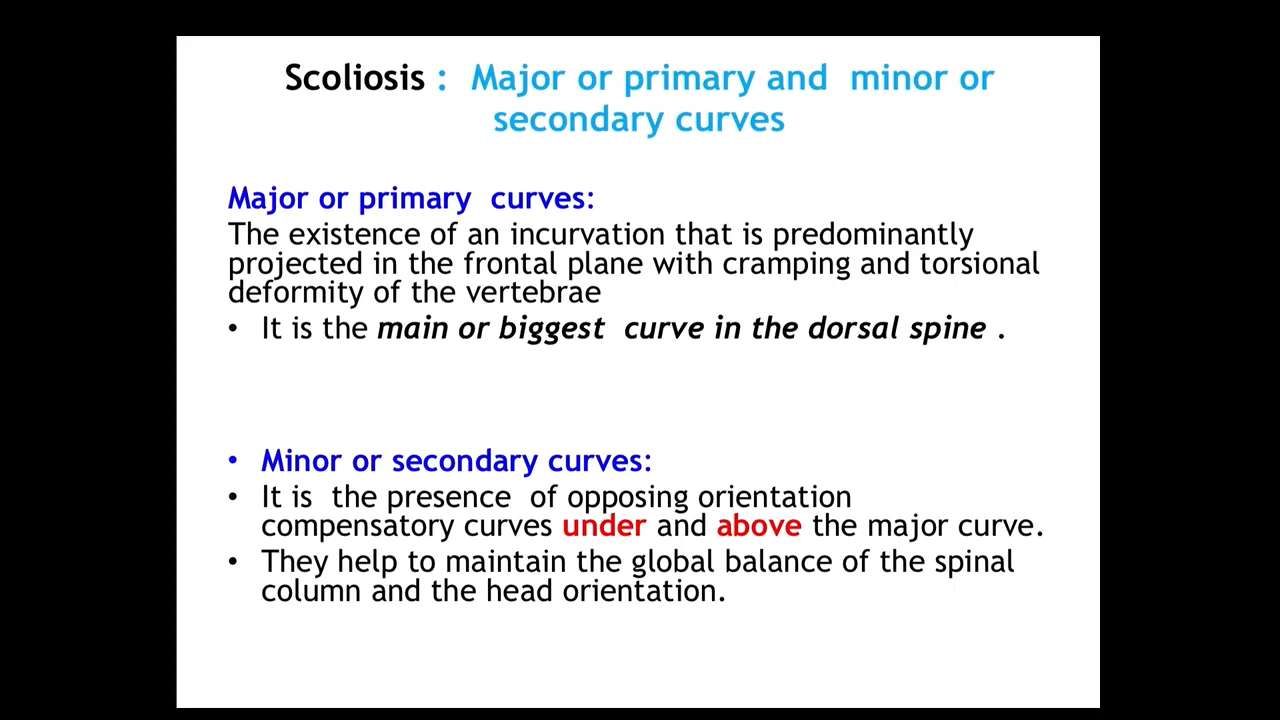 Scoliosis : Major or primary and minor or
secondary curves
Major or primary curves:
The existence of an incurvation that is predominantly
projected in the frontal plane with cramping and torsional
deformity of the vertebrae
• It is the main or biggest curve in the dorsal spine .
• Minor or secondary curves:
• It is the presence of opposing orientation
compensatory curves under and above the major curve.
• They help to maintain the global balance of the spinal
column and the head orientation.